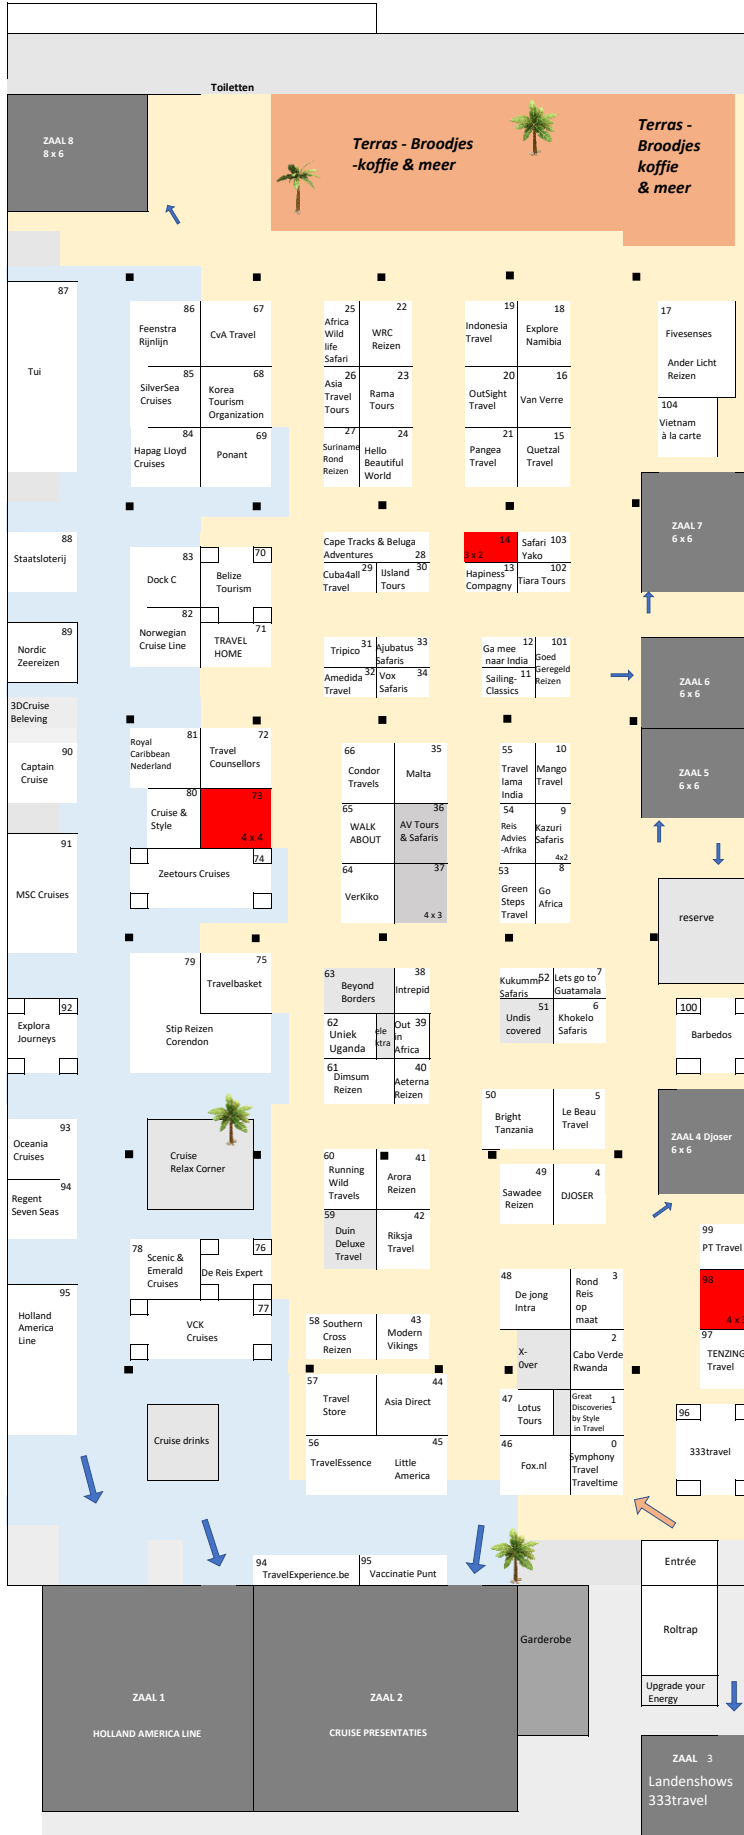 Toiletten
ZAAL 8
8 x 6
Terras - Broodjes
-koffie & meer
Terras -
Broodjes
koffie
& meer
87
Tui
86
Feenstra
Rijnlijn
67
CvA Travel
25
Africa
Wild
life
Safari
22
WRC
Reizen
19
Indonesia
Travel
18
Explore
Namibia
17
Fivesenses
Ander Licht
Reizen
85
SilverSea
Cruises
68
Korea
Tourism
Organization
26
Asia
Travel
Tours
23
Rama
Tours
20
OutSight
Travel
16
Van Verre
104
Vietnam
à la carte
84
Hapag Lloyd
Cruises
69
Ponant
27
Suriname
Rond
Reizen
24
Hello
Beautiful
World
21
Pangea
Travel
15
Quetzal
Travel
ZAAL 7
6 x 6
88
Staatsloterij
83
Dock C
70
Belize
Tourism
Cape Tracks & Beluga
Adventures
28
14
3 x 2
Safari
103
Yako
29
Cuba4all
Travel
30
IJsland
Tours
13
Hapiness
Compagny
102
Tiara Tours
89
Nordic
Zeereizen
82
Norwegian
Cruise Line
71
TRAVEL
HOME
31
Tripico
33
Ajubatus
Safaris
12
Ga mee
naar India
101
Goed
Geregeld
Reizen
32
Amedida
Travel
34
Vox
Safaris
11
Sailing-
Classics
ZAAL 6
6 x 6
3DCruise
Beleving
90
Captain
Cruise
81
Royal
Caribbean
Nederland
72
Travel
Counsellors
66
Condor
Travels
35
Malta
55
Travel
lama
India
10
Mango
Travel
ZAAL 5
6 x 6
80
Cruise &
Style
73
4 x 4
65
WALK
ABOUT
36
AV Tours
& Safaris
54
Reis
Advies
-Afrika
9
Kazuri
Safaris
4x2
91
MSC Cruises
74
Zeetours Cruises
64
VerKiko
37
4 x 3
53
Green
Steps
Travel
8
Go
Africa
reserve
79
Stip Reizen
Corendon
75
Travelbasket
63
Beyond
Borders
38
Intrepid
52
Kukummi
Safaris
7
Lets go to
Guatamala
92
Explora
Journeys
62
Uniek
Uganda
ele
ktra
39
Out
in
Africa
51
Undis
covered
6
Khokelo
Safaris
100
Barbedos
61
Dimsum
Reizen
40
Aeterna
Reizen
93
Oceania
Cruises
Cruise
Relax Corner
50
Bright
Tanzania
5
Le Beau
Travel
ZAAL 4 Djoser
6 x 6
94
Regent
Seven Seas
60
Running
Wild
Travels
41
Arora
Reizen
49
Sawadee
Reizen
4
DJOSER
59
Duin
Deluxe
Travel
42
Riksja
Travel
99
PT Travel
78
Scenic &
Emerald
Cruises
76
De Reis Expert
48
De jong
Intra
3
Rond
Reis
op
maat
98
95
Holland
America
Line
77
VCK
Cruises
58
Southern
Cross
Reizen
43
Modern
Vikings
X-
0ver
2
Cabo Verde
Rwanda
97
TENZING
Travel
57
Travel
Store
44
Asia Direct
47
Lotus
Tours
1
Great
Discoveries
by Style
in Travel
96
333travel
Cruise drinks
56
TravelEssence
45
Little
America
46
Fox.nl
0
Symphony
Travel
Traveltime
94
TravelExperience.be
95
Vaccinatie Punt
Entrée
Garderobe
Roltrap
Upgrade your
Energy
ZAAL 1
HOLLAND AMERICA LINE
ZAAL 2
CRUISE PRESENTATIES
ZAAL 3
Landenshows
333travel